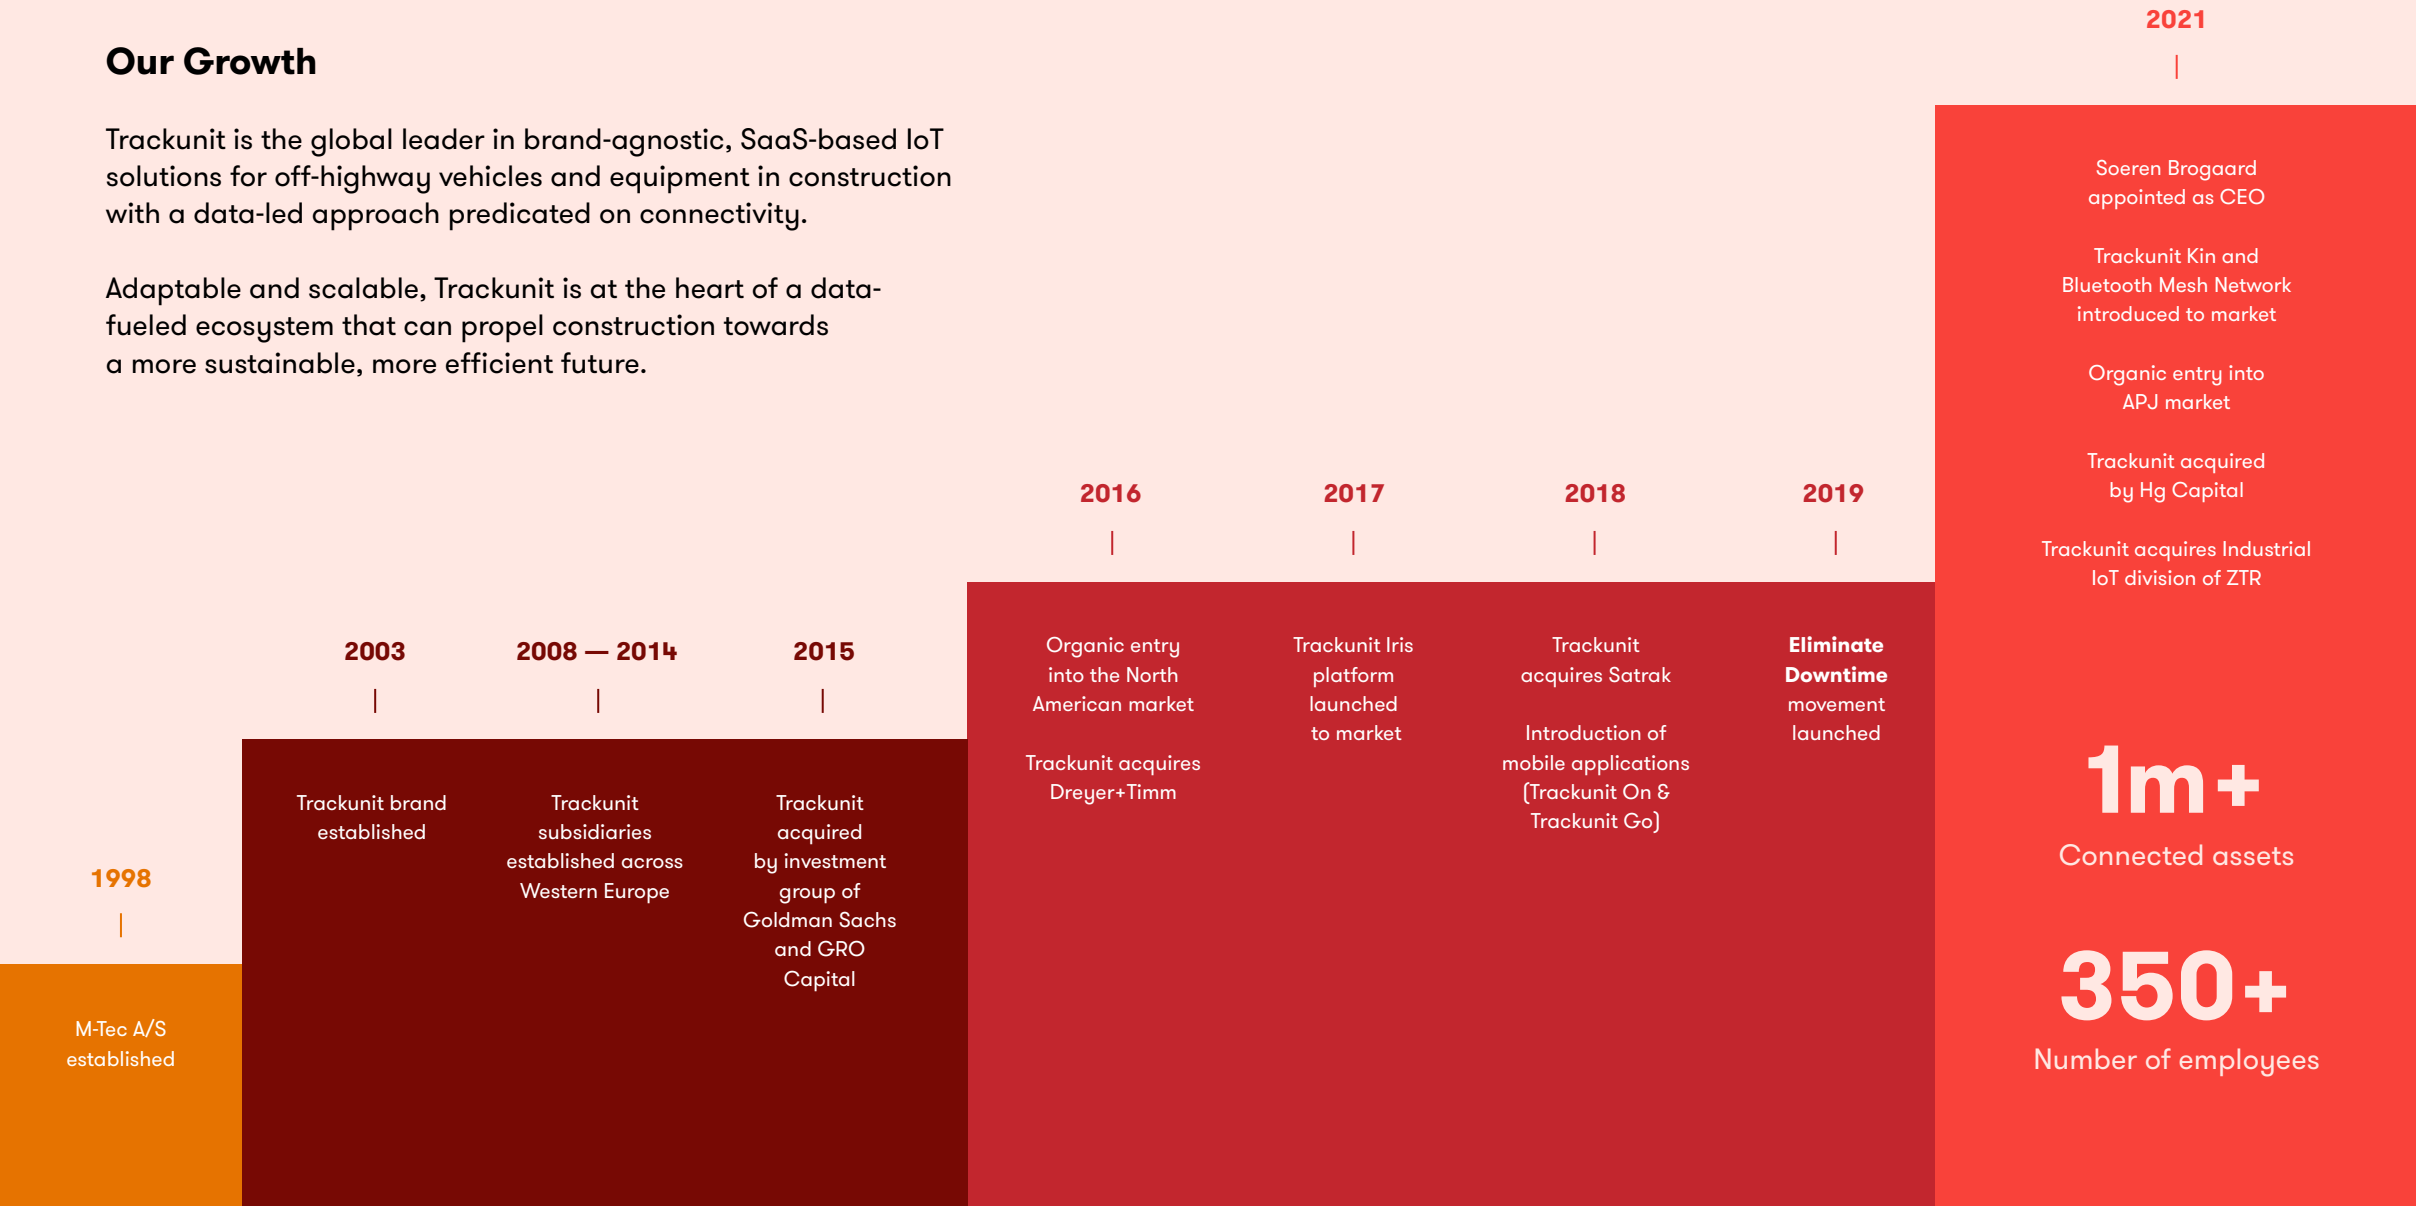 Our Growth
Trackunit is the global leader in brand-agnostic, SaaS-based IoT
solutions for off-highway vehicles and equipment in construction
with a data-led approach predicated on connectivity.
Adaptable and scalable, Trackunit is at the heart of a data-
fueled ecosystem that can propel construction towards
a more sustainable, more efficient future.
1998
M-Tec A/S
established
2003
Trackunit brand
established
2008 — 2014
Trackunit
subsidiaries
established across
Western Europe
2015
Trackunit
acquired
by investment
group of
Goldman Sachs
and GRO
Capital
2016
Organic entry
into the North
American market
Trackunit acquires
Dreyer+Timm
2017
Trackunit Iris
platform
launched
to market
2018
Trackunit
acquires Satrak
Introduction of
mobile applications
(Trackunit On &
Trackunit Go)
2019
Eliminate
Downtime
movement
launched
2021
Soeren Brogaard
appointed as CEO
Trackunit Kin and
Bluetooth Mesh Network
introduced to market
Organic entry into
APJ market
Trackunit acquired
by Hg Capital
Trackunit acquires Industrial
IoT division of ZTR
1m+
Connected assets
350+
Number of employees